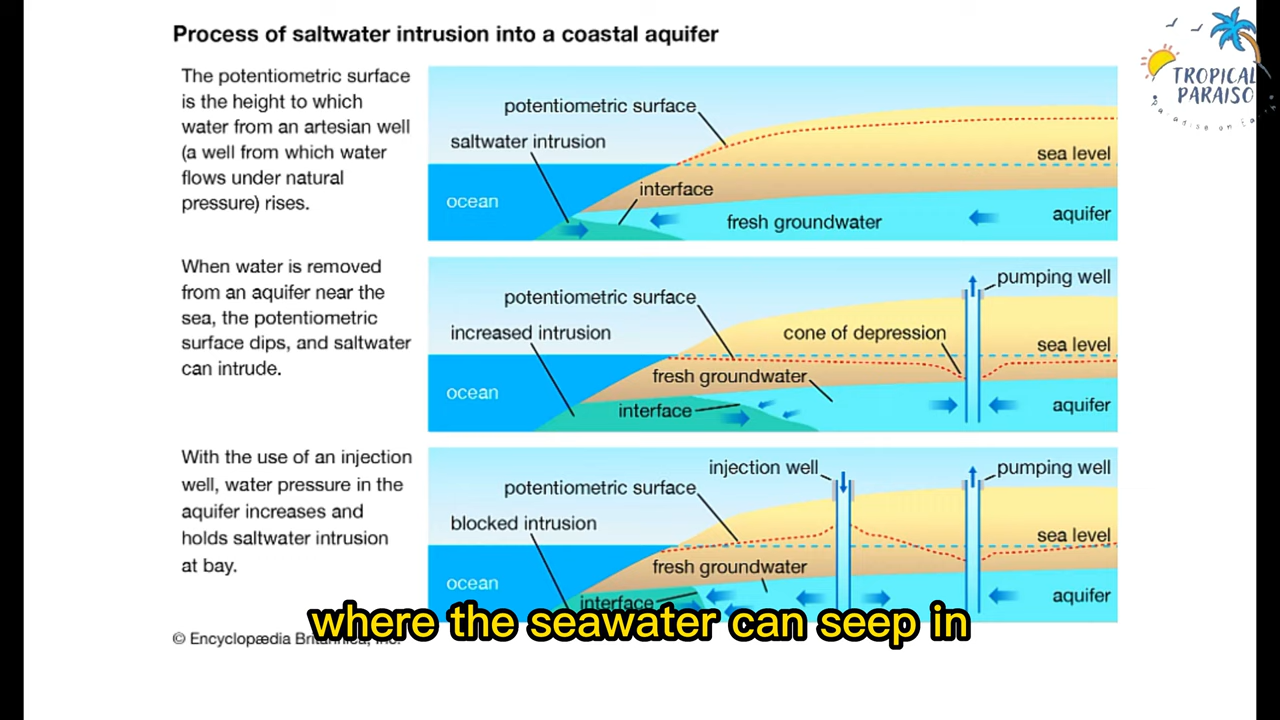 Process of saltwater intrusion into a coastal aquifer
TROPICAL
PARAISO
Paradise on Ea
The potentiometric surface
is the height to which
water from an artesian well
(a well from which water
flows under natural
pressure) rises.
potentiometric surface
saltwater intrusion
sea level
interface
ocean
fresh groundwater
aquifer
When water is removed
from an aquifer near the
sea, the potentiometric
surface dips, and saltwater
can intrude.
pumping well
potentiometric surface
increased intrusion
cone of depression
sea level
fresh groundwater
ocean
interface
aquifer
With the use of an injection
well, water pressure in the
aquifer increases and
holds saltwater intrusion
at bay.
injection well
pumping well
potentiometric surface
blocked intrusion
sea level
fresh groundwater
ocean
interface
aquifer
where the seawater can seep in
© Encyclopædia Britannica, Inc.